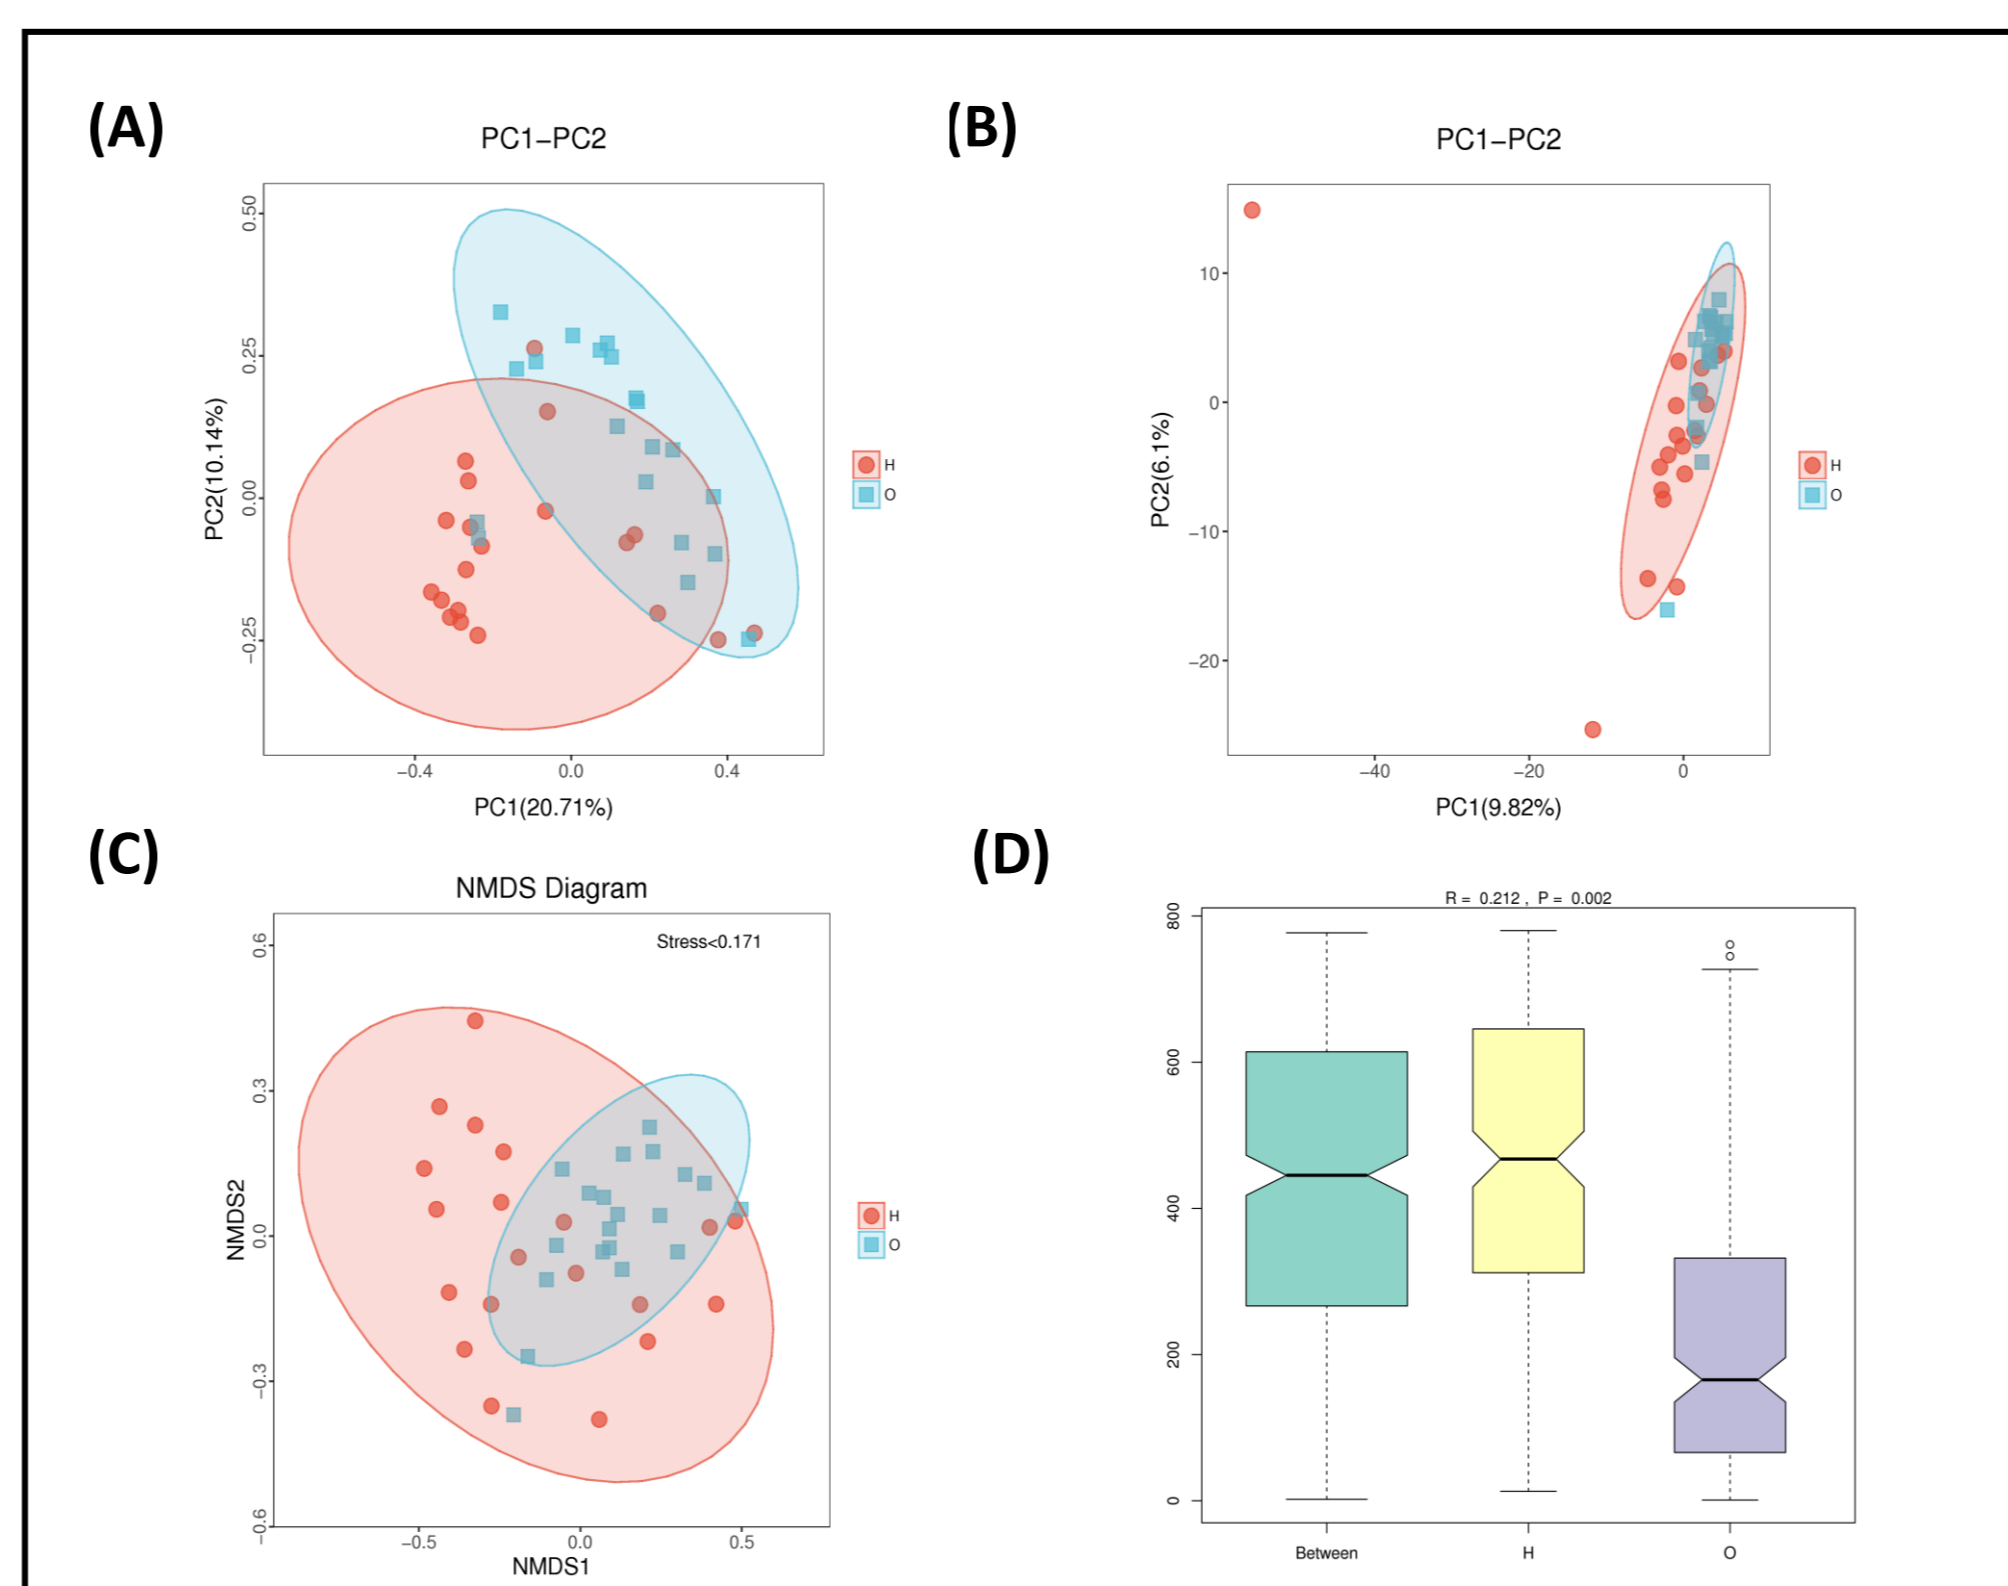 (A)
PC1–PC2
0.50
0.25
0.00
−0.25
PC2(10.14%)
−0.4 0.0 0.4
PC1(20.71%)
H
O
(B)
PC1–PC2
10
0
−10
−20
PC2(6.1%)
−40 −20 0
PC1(9.82%)
H
O
(C)
NMDS Diagram
Stress<0.171
0.6
0.3
0.0
−0.3
−0.6
NMDS2
−0.5 0.0 0.5
NMDS1
H
O
(D)
R = 0.212 , P = 0.002
800
600
400
200
0
Between H O